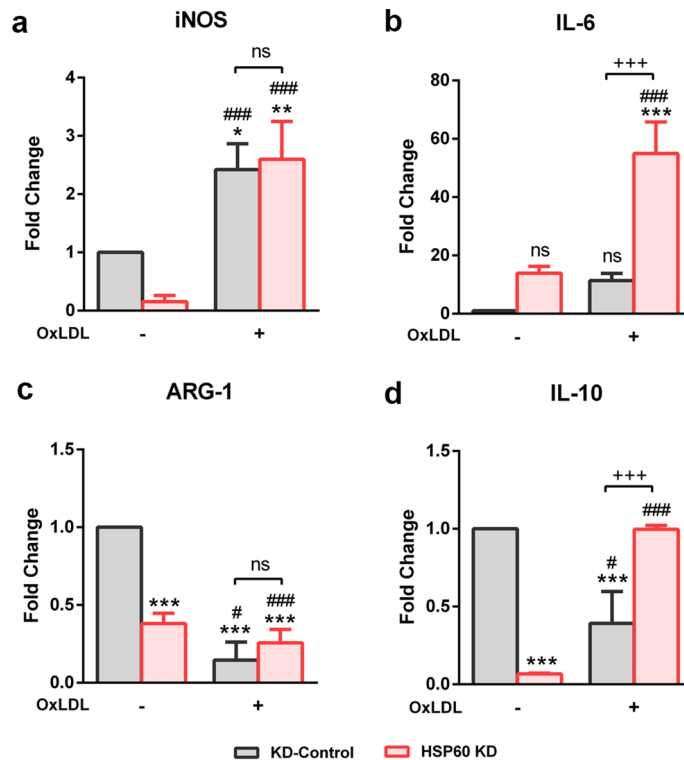 a
iNOS
Fold Change
4
3
2
1
0
ns
###
*
###
**
OxLDL - +
b
IL-6
Fold Change
80
60
40
20
0
+++
ns
ns
###
***
OxLDL - +
c
ARG-1
Fold Change
1.5
1.0
0.5
0.0
ns
***
#
***
###
***
OxLDL - +
d
IL-10
Fold Change
1.5
1.0
0.5
0.0
+++
***
#
***
###
OxLDL - +
KD-Control HSP60 KD